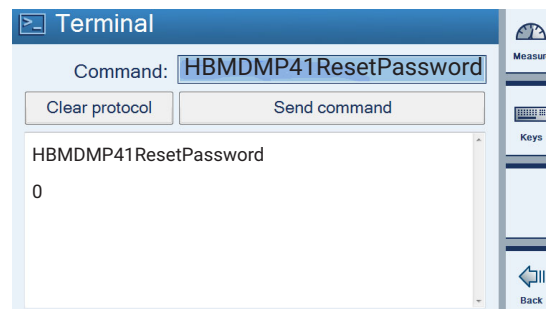 Terminal
Command: HBMDMP41ResetPassword
Clear protocol Send command
HBMDMP41ResetPassword
0
Keys
Back